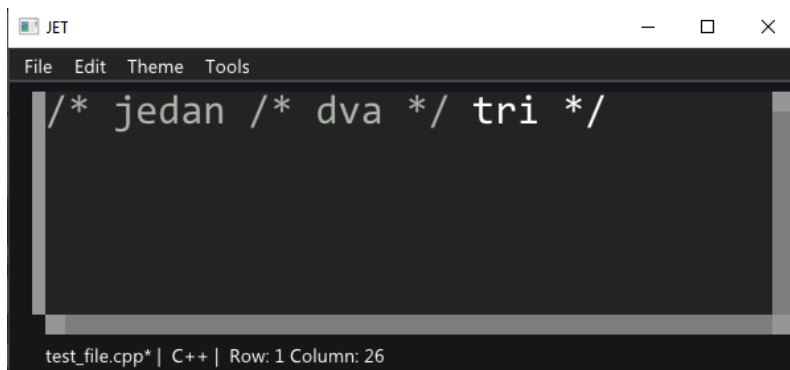 JET
File Edit Theme Tools
/* jedan /* dva */ tri */
test_file.cpp* | C++ | Row: 1 Column: 26